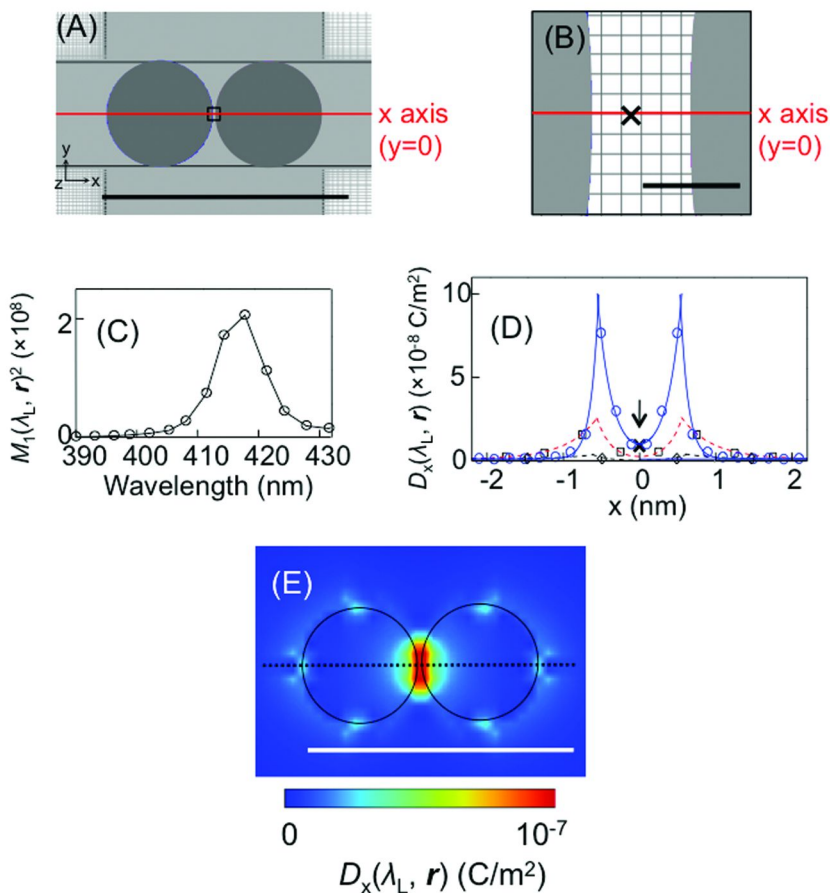 (A)
x axis
(y=0)
y
z x
(B)
x axis
(y=0)
(C)
M₁(λL, r)² (×10⁸)
2
0
390 400 410 420 430
Wavelength (nm)
(D)
Dₓ(λL, r) (×10⁻⁸ C/m²)
10
5
0
-2 -1 0 1 2
x (nm)
(E)
0 10⁻⁷
Dₓ(λL, r) (C/m²)